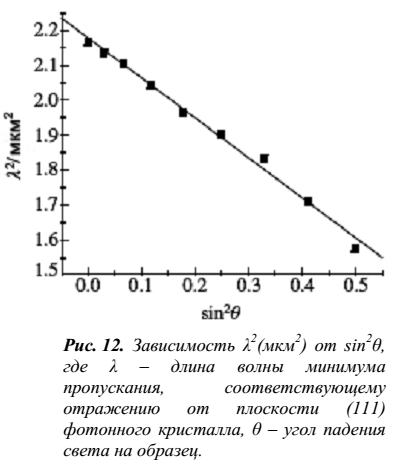 2.2
2.1
2.0
1.9
1.8
1.7
1.6
1.5
λ²/мкм²
0.0 0.1 0.2 0.3 0.4 0.5
sin²θ
Рис. 12. Зависимость λ²(мкм²) от sin²θ,
где λ – длина волны минимума
пропускания, соответствующему
отражению от плоскости (111)
фотонного кристалла, θ – угол падения
света на образец.